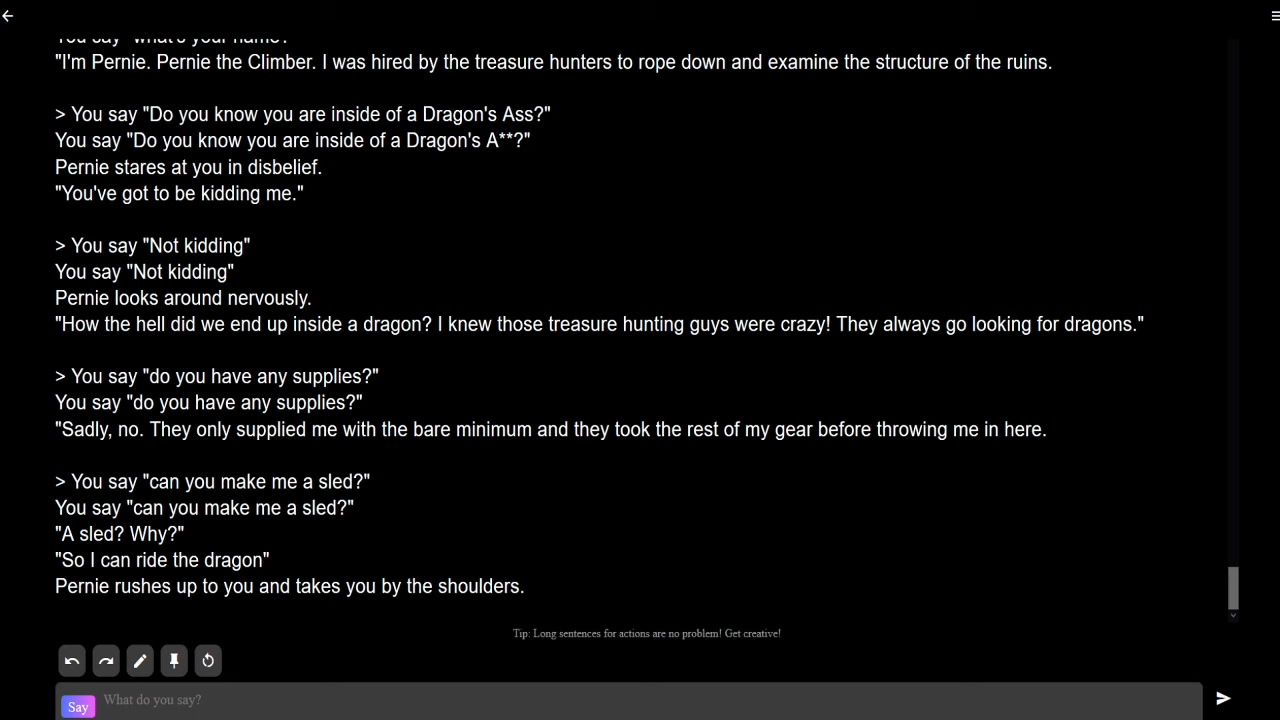 You say "what's your name?
"I'm Pernie. Pernie the Climber. I was hired by the treasure hunters to rope down and examine the structure of the ruins.
> You say "Do you know you are inside of a Dragon's Ass?"
You say "Do you know you are inside of a Dragon's A**?"
Pernie stares at you in disbelief.
"You've got to be kidding me."
> You say "Not kidding"
You say "Not kidding"
Pernie looks around nervously.
"How the hell did we end up inside a dragon? I knew those treasure hunting guys were crazy! They always go looking for dragons."
> You say "do you have any supplies?"
You say "do you have any supplies?"
"Sadly, no. They only supplied me with the bare minimum and they took the rest of my gear before throwing me in here.
> You say "can you make me a sled?"
You say "can you make me a sled?"
"A sled? Why?"
"So I can ride the dragon"
Pernie rushes up to you and takes you by the shoulders.
Tip: Long sentences for actions are no problem! Get creative!
Say What do you say?